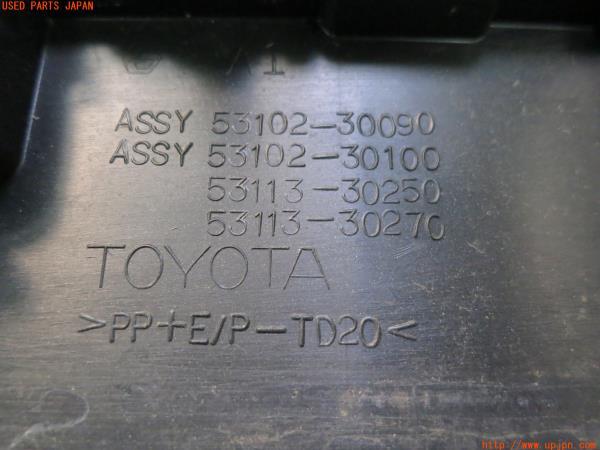 USED PARTS JAPAN
ASSY 53102-30090
ASSY 53102-30100
53113-30250
53113-30270
TOYOTA
>PP+E/P-TD20<
UPJ
http://www.upjpn.com